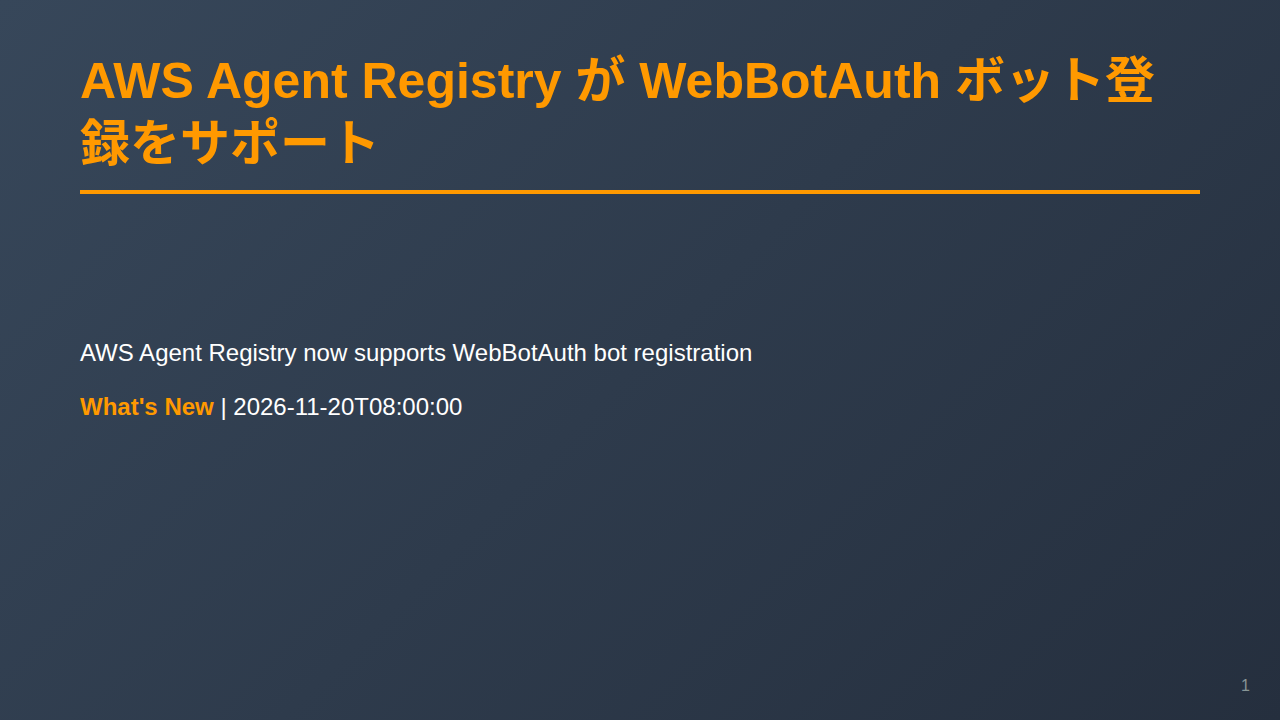 AWS Agent Registry が WebBotAuth ボット登
録をサポート
AWS Agent Registry now supports WebBotAuth bot registration
What's New | 2026-11-20T08:00:00
1